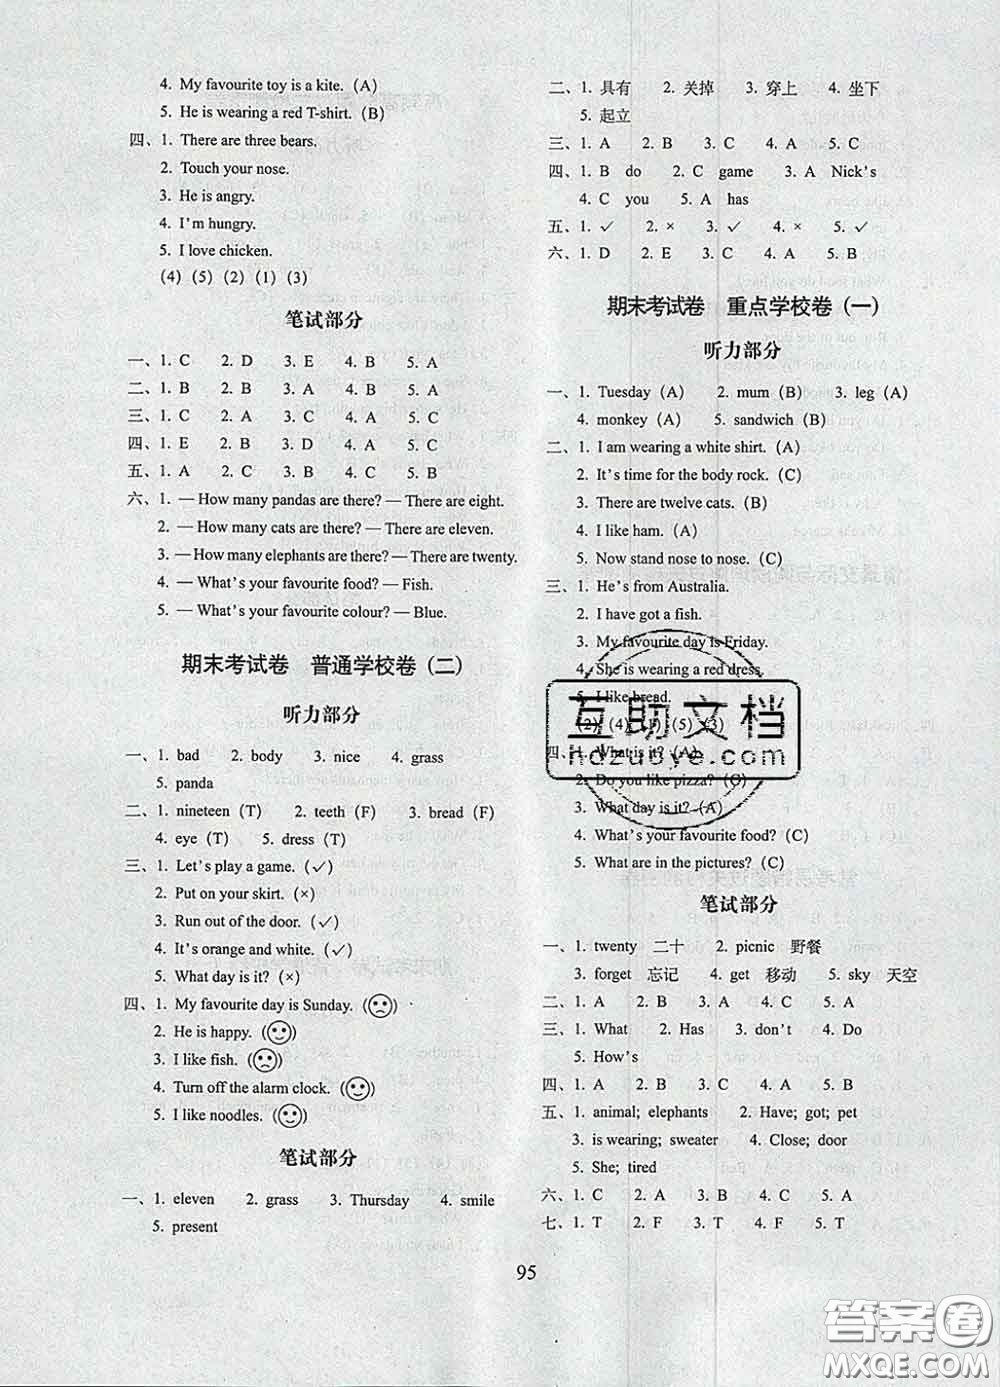 4. My favourite toy is a kite. (A)
5. He is wearing a red T-shirt. (B)
四、1. There are three bears.
2. Touch your nose.
3. He is angry.
4. I'm hungry.
5. I love chicken.
(4) (5) (2) (1) (3)
笔试部分
一、1. C 2. D 3. E 4. B 5. A
二、1. B 2. B 3. A 4. B 5. A
三、1. C 2. A 3. C 4. A 5. C
四、1. E 2. B 3. D 4. A 5. C
五、1. A 2. C 3. B 4. C 5. B
六、1. — How many pandas are there? — There are eight.
2. — How many cats are there? — There are eleven.
3. — How many elephants are there? — There are twenty.
4. — What's your favourite food? — Fish.
5. — What's your favourite colour? — Blue.
期末考试卷 普通学校卷 (二)
听力部分
一、1. bad 2. body 3. nice 4. grass
5. panda
二、1. nineteen (T) 2. teeth (F) 3. bread (F)
4. eye (T) 5. dress (T)
三、1. Let's play a game. (✓)
2. Put on your skirt. (×)
3. Run out of the door. (✓)
4. It's orange and white. (✓)
5. What day is it? (×)
四、1. My favourite day is Sunday. (☹)
2. He is happy. (☺)
3. I like fish. (☹)
4. Turn off the alarm clock. (☺)
5. I like noodles. (☺)
笔试部分
一、1. eleven 2. grass 3. Thursday 4. smile
5. present
二、1. 具有 2. 关掉 3. 穿上 4. 坐下
5. 起立
三、1. A 2. B 3. C 4. A 5. C
四、1. B do 2. C game 3. A Nick's
4. C you 5. A has
五、1. ✓ 2. × 3. ✓ 4. × 5. ✓
六、1. D 2. E 3. C 4. A 5. B
期末考试卷 重点学校卷 (一)
听力部分
一、1. Tuesday (A) 2. mum (B) 3. leg (A)
4. monkey (A) 5. sandwich (B)
二、1. I am wearing a white shirt. (A)
2. It's time for the body rock. (C)
3. There are twelve cats. (B)
4. I like ham. (A)
5. Now stand nose to nose. (C)
三、1. He's from Australia.
2. I have got a fish.
3. My favourite day is Friday.
4. She is wearing a red dress.
5. I like bread.
(2) (4) (1) (5) (3)
四、1. What is it? (A)
2. Do you like pizza? (C)
3. What day is it? (A)
4. What's your favourite food? (C)
5. What are in the pictures? (C)
笔试部分
一、1. twenty 二十 2. picnic 野餐
3. forget 忘记 4. get 移动 5. sky 天空
二、1. A 2. B 3. C 4. C 5. A
三、1. What 2. Has 3. don't 4. Do
5. How's
四、1. A 2. B 3. C 4. A 5. B
五、1. animal; elephants 2. Have; got; pet
3. is wearing; sweater 4. Close; door
5. She; tired
六、1. C 2. A 3. B 4. A 5. B
七、1. T 2. F 3. T 4. F 5. T
95
互助文档
hdzuoye.com
答案圈
MXQE.COM